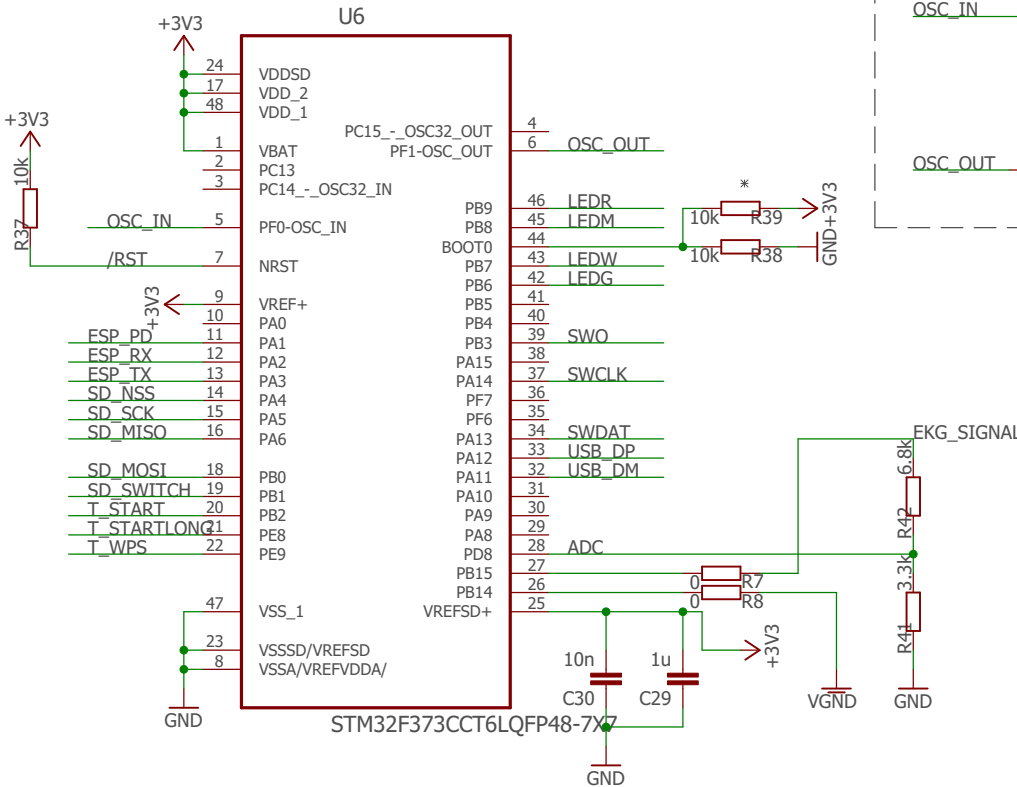 U6
+3V3
24 VDDSD
17 VDD_2
48 VDD_1
1 VBAT
2 PC13
3 PC14_-_OSC32_IN
OSC_IN 5 PF0-OSC_IN
+3V3
10k
R37
/RST 7 NRST
+3V3
9 VREF+
10 PA0
ESP_PD 11 PA1
ESP_RX 12 PA2
ESP_TX 13 PA3
SD_NSS 14 PA4
SD_SCK 15 PA5
SD_MISO 16 PA6
SD_MOSI 18 PB0
SD_SWITCH 19 PB1
T_START 20 PB2
T_STARTLONG 21 PE8
T_WPS 22 PE9
47 VSS_1
23 VSSSD/VREFSD
8 VSSA/VREFVDDA/
GND
PC15_-_OSC32_OUT 4
PF1-OSC_OUT 6 OSC_OUT
PB9 46 LEDR
PB8 45 LEDM
BOOT0 44
PB7 43 LEDW
PB6 42 LEDG
PB5 41
PB4 40
PB3 39 SWO
PA15 38
PA14 37 SWCLK
PF7 36
PF6 35
PA13 34 SWDAT
PA12 33 USB_DP
PA11 32 USB_DM
PA10 31
PA9 30
PA8 29
PD8 28 ADC
PB15 27
PB14 26
VREFSD+ 25
*
10k R39
+3V3
10k R38
GND
0 R7
0 R8
EKG_SIGNAL
6.8k
R42
3.3k
R41
GND
VGND
+3V3
10n
C30
1u
C29
GND
STM32F373CCT6LQFP48-7X7
OSC_IN
OSC_OUT